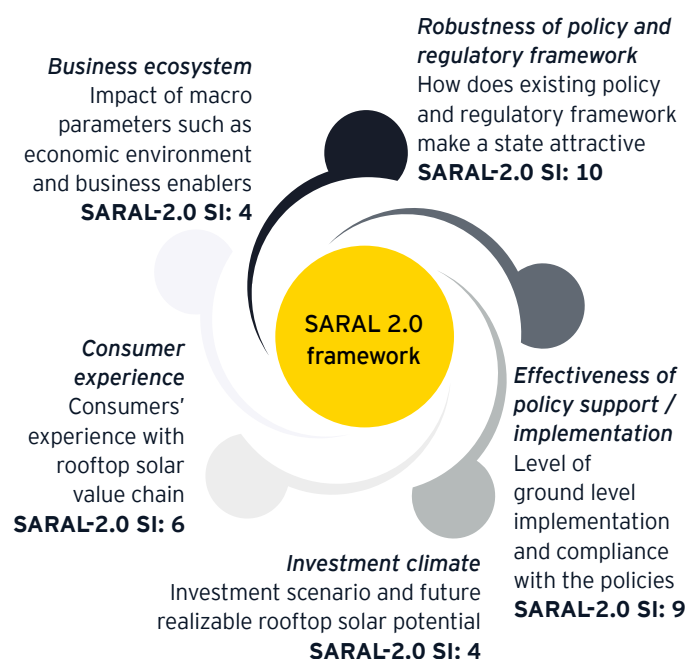 Robustness of policy and
regulatory framework
How does existing policy
and regulatory framework
make a state attractive
SARAL-2.0 SI: 10
Business ecosystem
Impact of macro
parameters such as
economic environment
and business enablers
SARAL-2.0 SI: 4
SARAL 2.0
framework
Consumer
experience
Consumers'
experience with
rooftop solar
value chain
SARAL-2.0 SI: 6
Effectiveness of
policy support /
implementation
Level of
ground level
implementation
and compliance
with the policies
SARAL-2.0 SI: 9
Investment climate
Investment scenario and future
realizable rooftop solar potential
SARAL-2.0 SI: 4